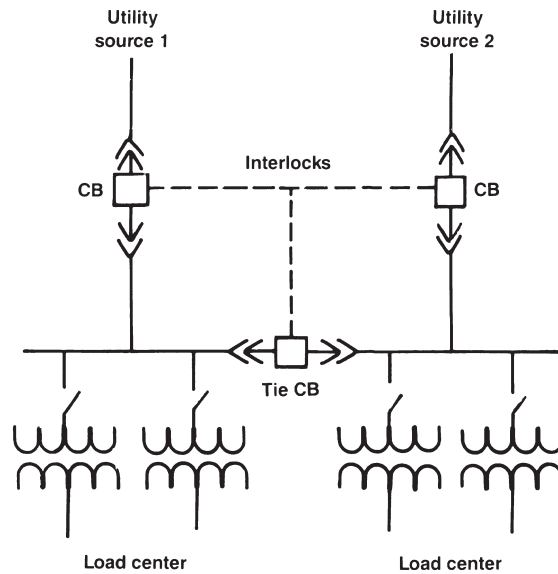 Utility
source 1
Utility
source 2
Interlocks
CB
CB
Tie CB
Load center
Load center